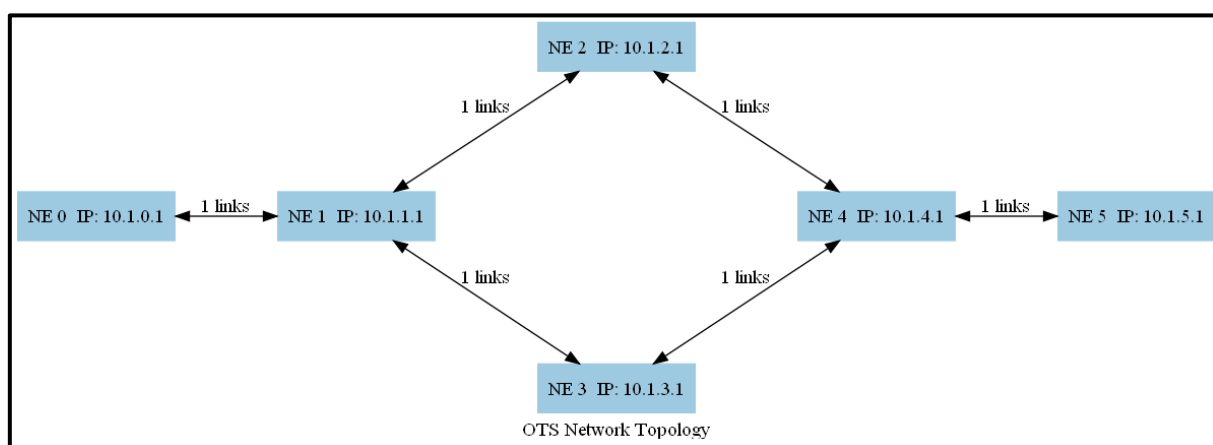 NE 2  IP: 10.1.2.1
1 links
1 links
NE 0  IP: 10.1.0.1
1 links
NE 1  IP: 10.1.1.1
NE 4  IP: 10.1.4.1
1 links
NE 5  IP: 10.1.5.1
1 links
1 links
NE 3  IP: 10.1.3.1
OTS Network Topology